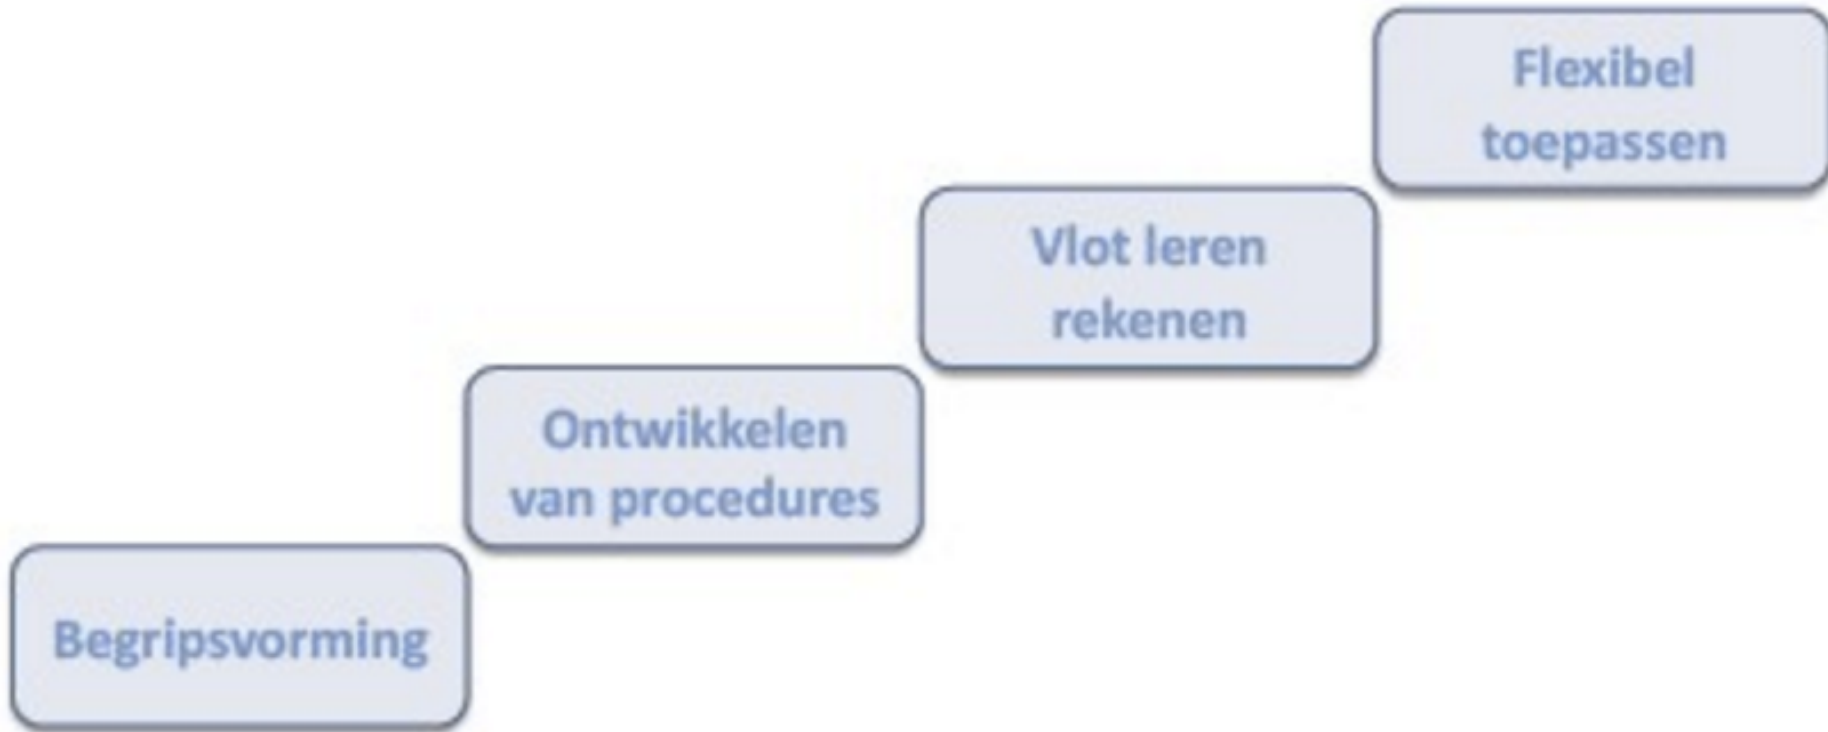 Flexibel
toepassen
Vlot leren
rekenen
Ontwikkelen
van procedures
Begripsvorming